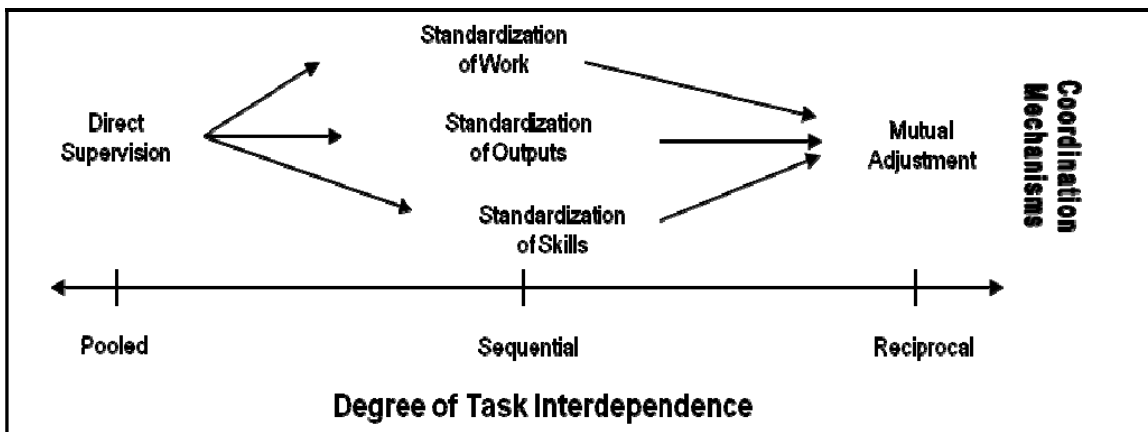 Standardization
of Work
Direct
Supervision
Standardization
of Outputs
Mutual
Adjustment
Standardization
of Skills
Coordination
Mechanisms
Pooled
Sequential
Reciprocal
Degree of Task Interdependence